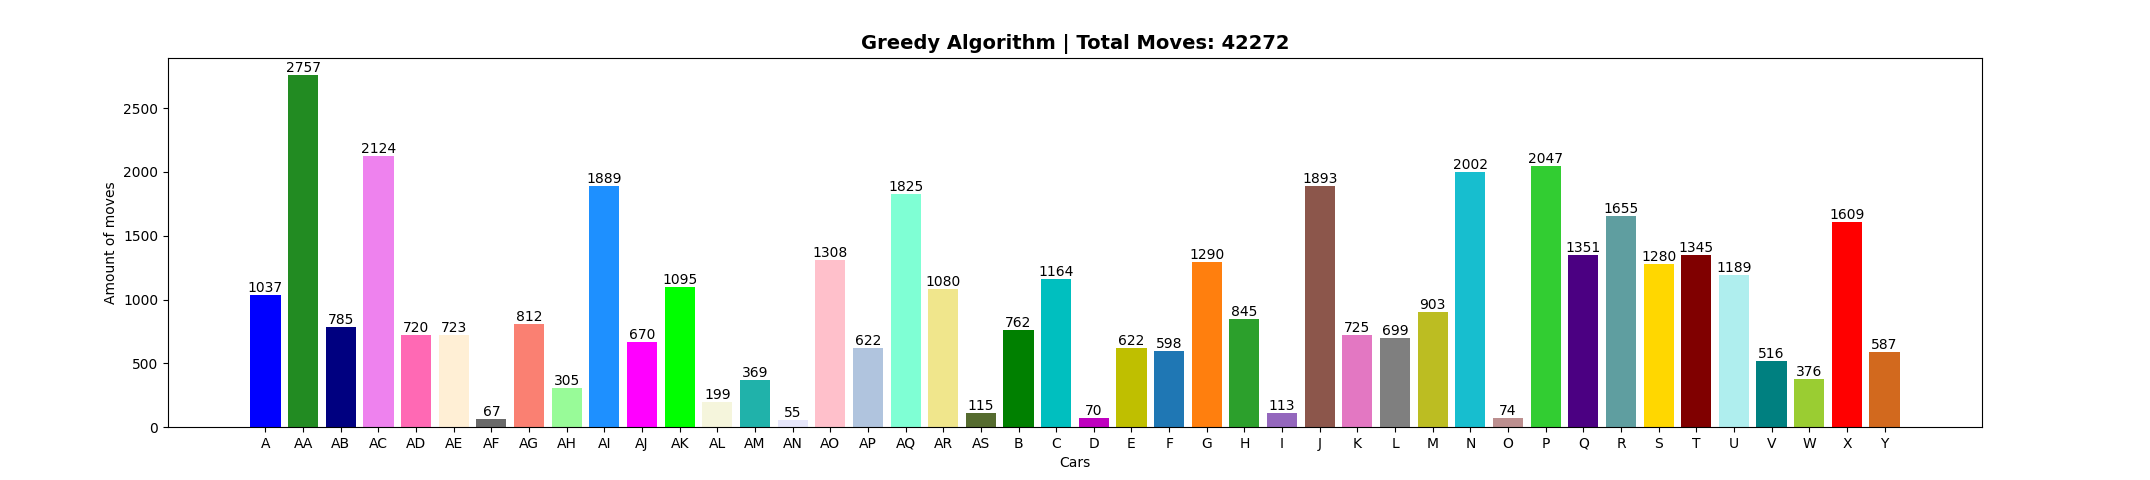 Greedy Algorithm | Total Moves: 42272
Amount of moves
2500
2000
1500
1000
500
0
1037 2757 785 2124 720 723 67 812 305 1889 670 1095 199 369 55 1308 622 1825 1080 115 762 1164 70 622 598 1290 845 113 1893 725 699 903 2002 74 2047 1351 1655 1280 1345 1189 516 376 1609 587
A AA AB AC AD AE AF AG AH AI AJ AK AL AM AN AO AP AQ AR AS B C D E F G H I J K L M N O P Q R S T U V W X Y
Cars